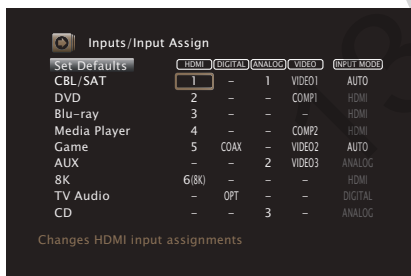 Inputs/Input Assign
Set Defaults HDMI DIGITAL ANALOG VIDEO INPUT MODE
CBL/SAT 1 – 1 VIDEO1 AUTO
DVD 2 – – COMP1 HDMI
Blu-ray 3 – – – HDMI
Media Player 4 – – COMP2 HDMI
Game 5 COAX – VIDEO2 AUTO
AUX – – 2 VIDEO3 ANALOG
8K 6(8K) – – – HDMI
TV Audio – OPT – – DIGITAL
CD – – 3 – ANALOG
Changes HDMI input assignments